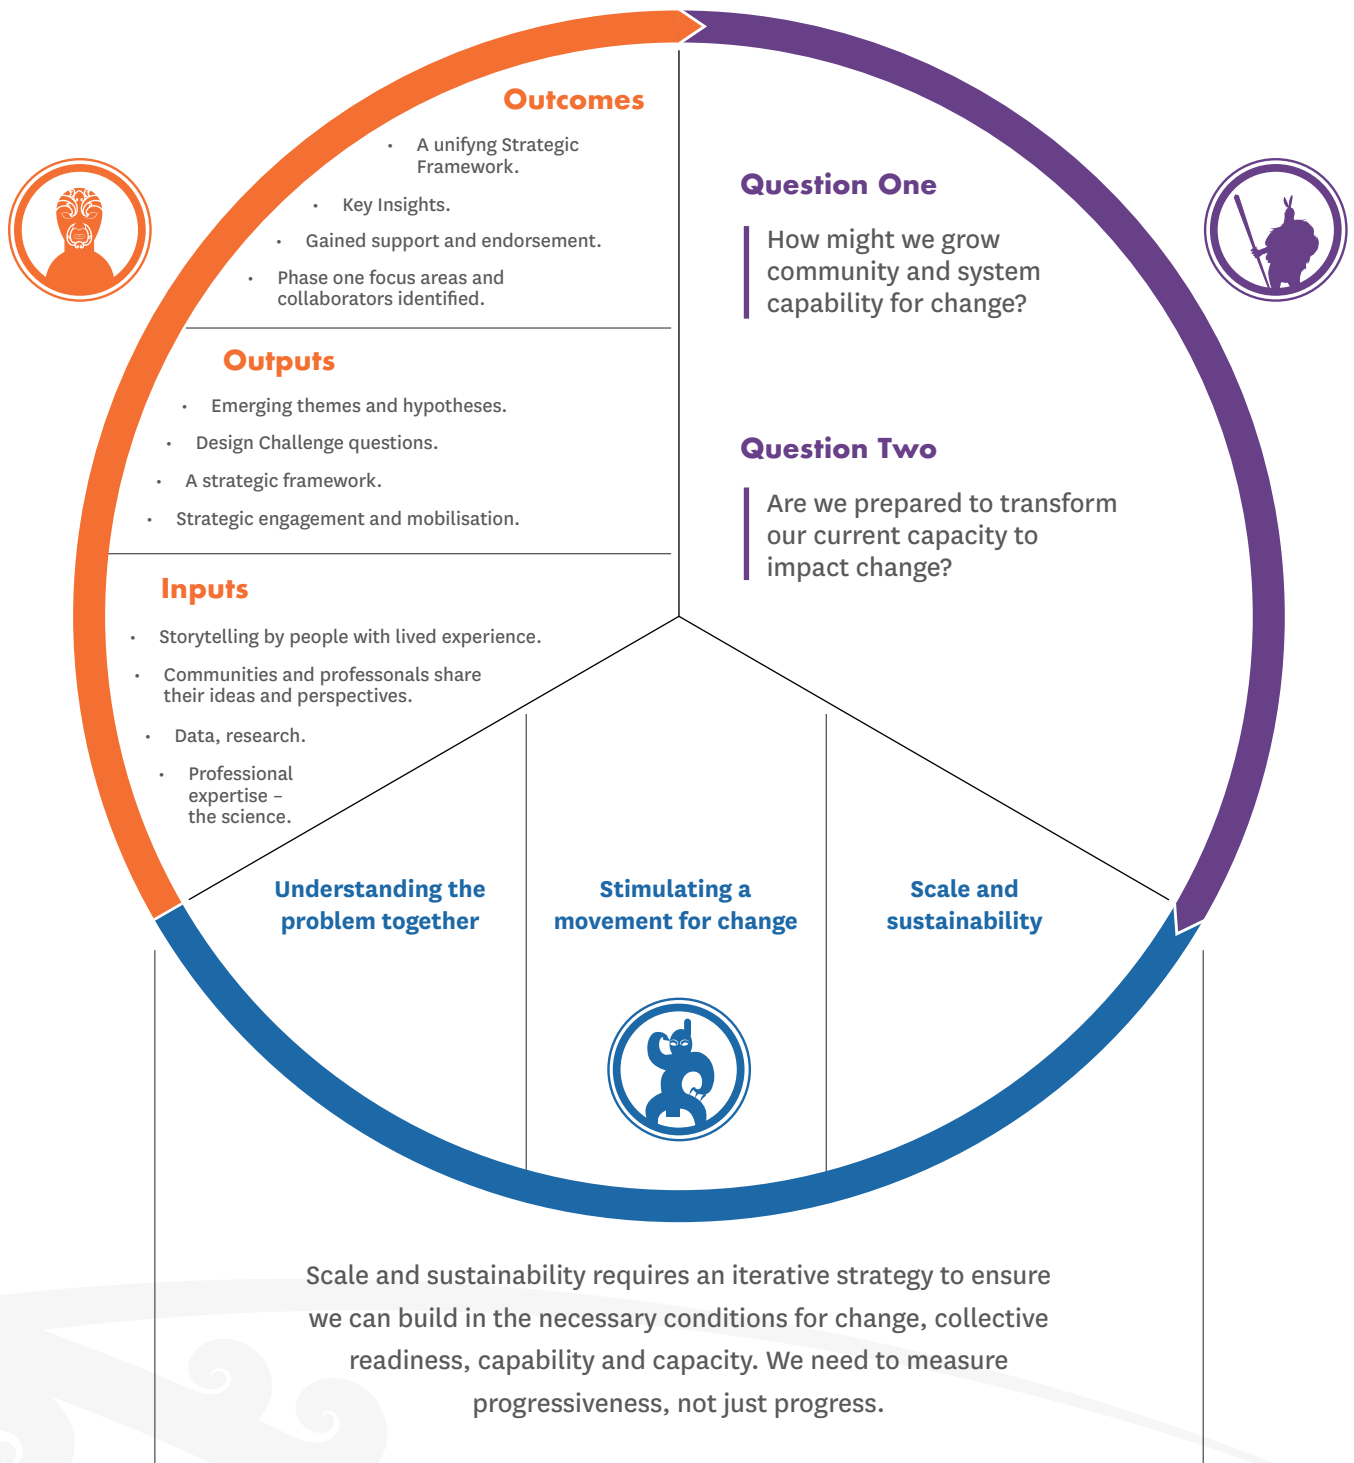 Outcomes
• A unifyng Strategic
Framework.
• Key Insights.
• Gained support and endorsement.
• Phase one focus areas and
collaborators identified.
Outputs
• Emerging themes and hypotheses.
• Design Challenge questions.
• A strategic framework.
• Strategic engagement and mobilisation.
Inputs
• Storytelling by people with lived experience.
• Communities and professonals share
their ideas and perspectives.
• Data, research.
• Professional
expertise –
the science.
Question One
How might we grow
community and system
capability for change?
Question Two
Are we prepared to transform
our current capacity to
impact change?
Understanding the
problem together
Stimulating a
movement for change
Scale and
sustainability
Scale and sustainability requires an iterative strategy to ensure
we can build in the necessary conditions for change, collective
readiness, capability and capacity. We need to measure
progressiveness, not just progress.